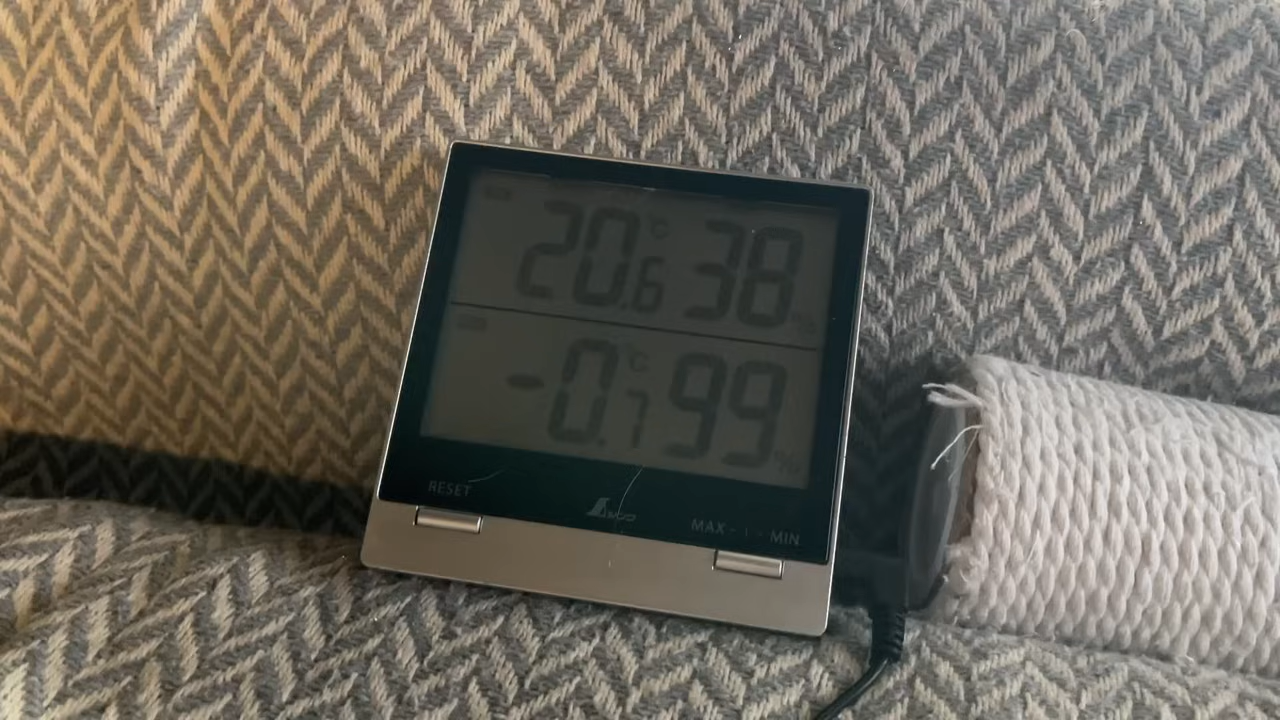 20.6 °C 38 %
-0.7 °C 99 %
RESET
MAX - I - MIN